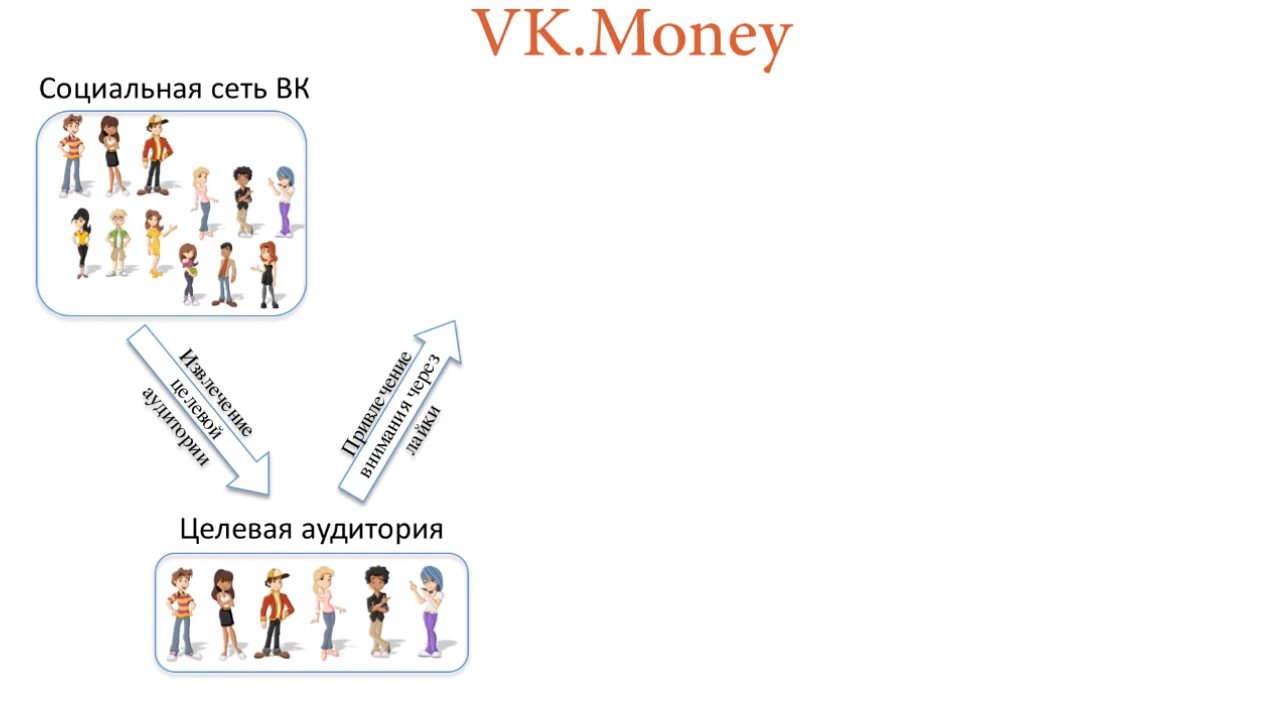 VK.Money
Социальная сеть ВК
Извлечение
целевой
аудитории
Привлечение
внимания через
лайки
Целевая аудитория